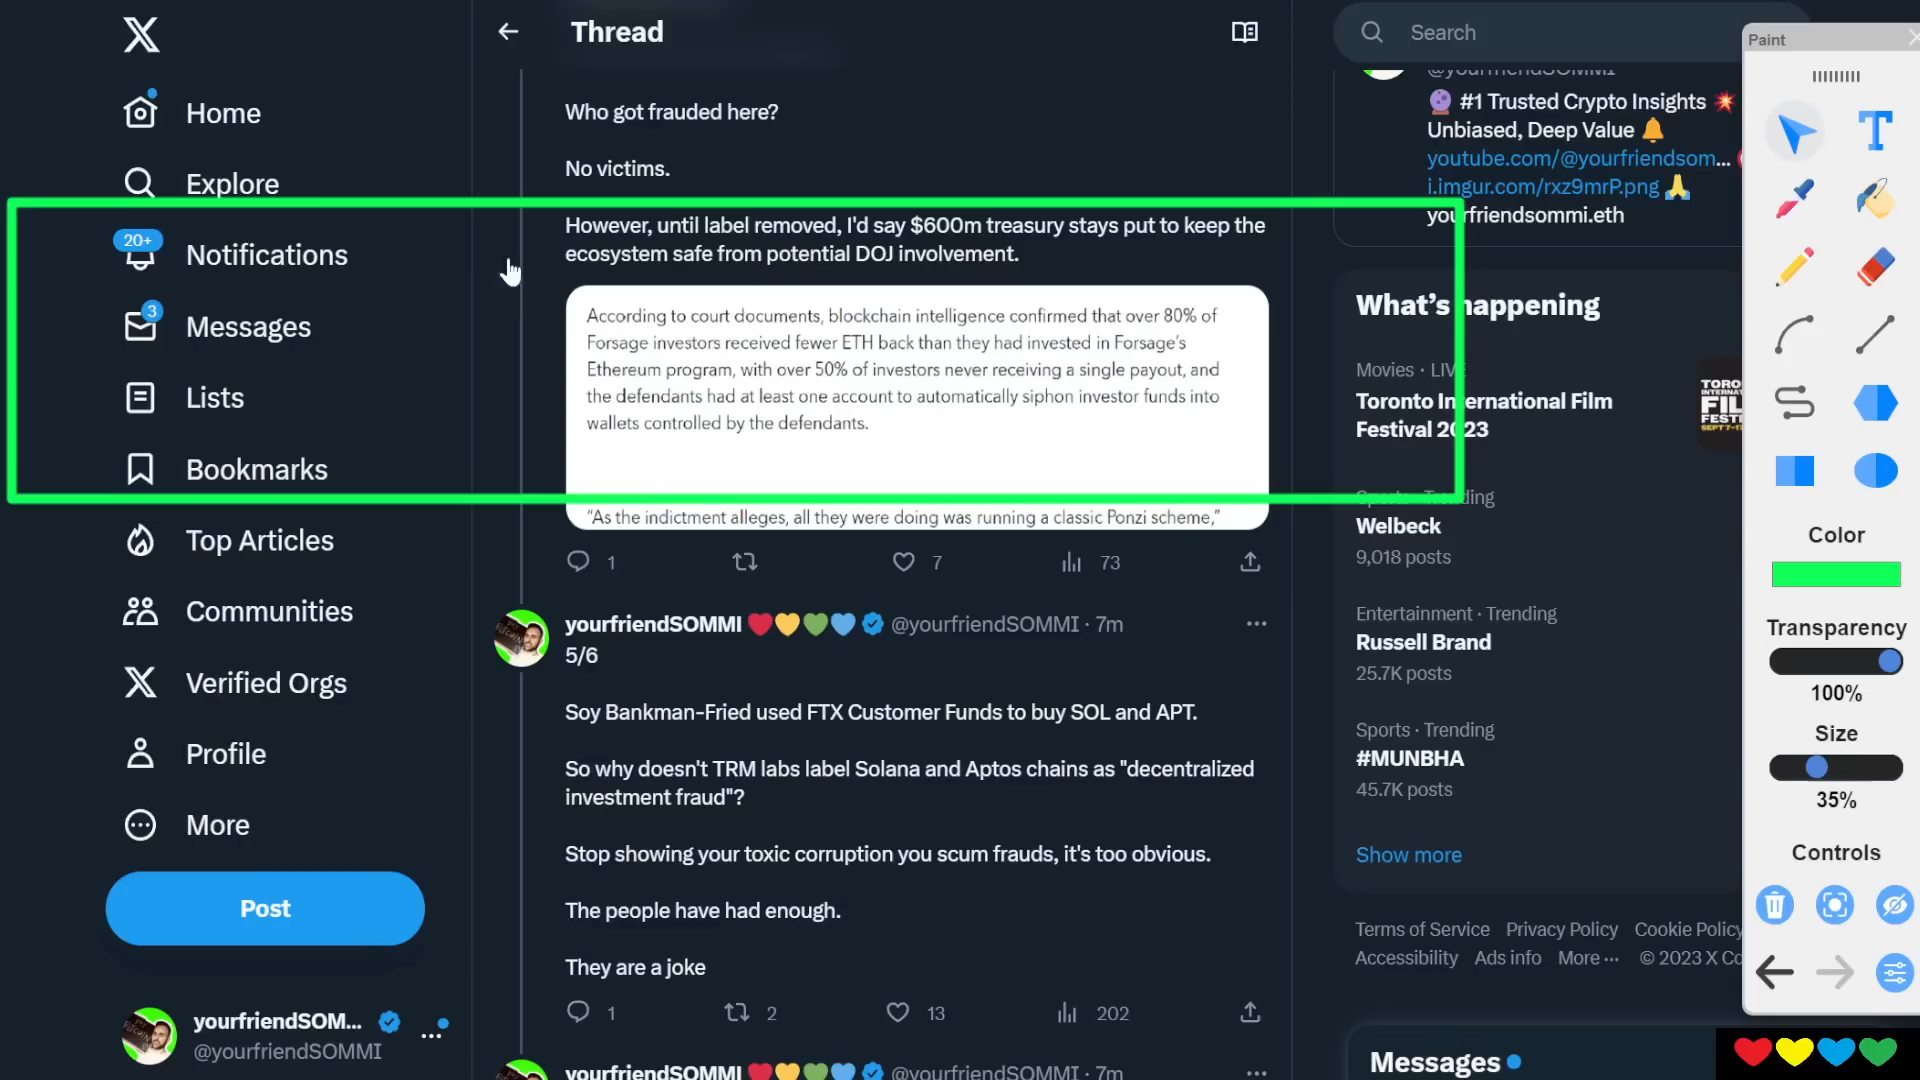 Home
Explore
20+
Notifications
3
Messages
Lists
Bookmarks
Top Articles
Communities
Verified Orgs
Profile
More
Post
yourfriendSOM...
@yourfriendSOMMI
Thread
Who got frauded here?
No victims.
However, until label removed, I'd say $600m treasury stays put to keep the
ecosystem safe from potential DOJ involvement.
According to court documents, blockchain intelligence confirmed that over 80% of
Forsage investors received fewer ETH back than they had invested in Forsage's
Ethereum program, with over 50% of investors never receiving a single payout, and
the defendants had at least one account to automatically siphon investor funds into
wallets controlled by the defendants.
"As the indictment alleges, all they were doing was running a classic Ponzi scheme,"
1 7 73
yourfriendSOMMI @yourfriendSOMMI · 7m
5/6
Soy Bankman-Fried used FTX Customer Funds to buy SOL and APT.
So why doesn't TRM labs label Solana and Aptos chains as "decentralized
investment fraud"?
Stop showing your toxic corruption you scum frauds, it's too obvious.
The people have had enough.
They are a joke
1 2 13 202
yourfriendSOMMI @yourfriendSOMMI · 7m
Search
@yourfriendSOMMI
#1 Trusted Crypto Insights
Unbiased, Deep Value
youtube.com/@yourfriendsom...
i.imgur.com/rxz9mrP.png
yourfriendsommi.eth
What's happening
Movies · LIVE
Toronto International Film
Festival 2023
Sports · Trending
Welbeck
9,018 posts
Entertainment · Trending
Russell Brand
25.7K posts
Sports · Trending
#MUNBHA
45.7K posts
Show more
Terms of Service Privacy Policy Cookie Policy
Accessibility Ads info More ··· © 2023 X Co
Messages
Paint
T
Color
Transparency
100%
Size
35%
Controls